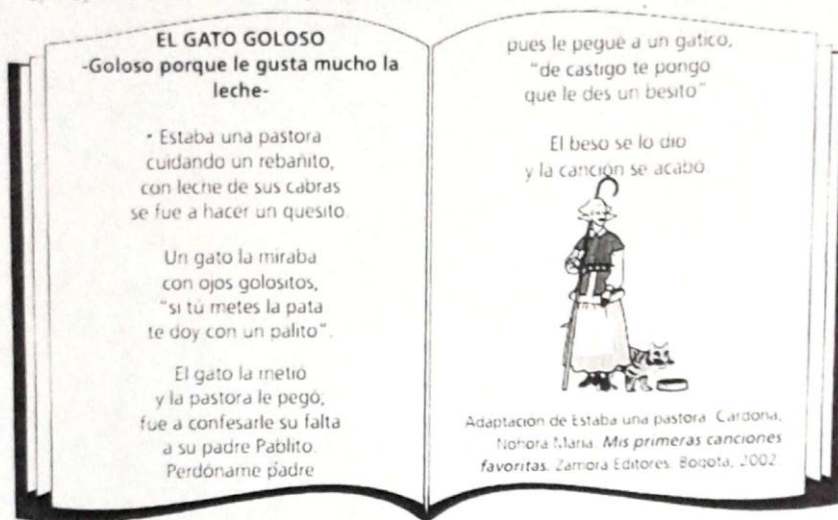 EL GATO GOLOSO
-Goloso porque le gusta mucho la
leche-
- Estaba una pastora
cuidando un rebañito,
con leche de sus cabras
se fue a hacer un quesito.
Un gato la miraba
con ojos golositos,
"si tú metes la pata
te doy con un palito".
El gato la metió
y la pastora le pegó;
fue a confesarle su falta
a su padre Pablito.
Perdóname padre
pues le pegué a un gatico,
"de castigo te pongo
que le des un besito"
El beso se lo dio
y la canción se acabó.
Adaptación de Estaba una pastora. Cardona,
Nohora María. Mis primeras canciones
favoritas. Zamora Editores. Bogotá, 2002.